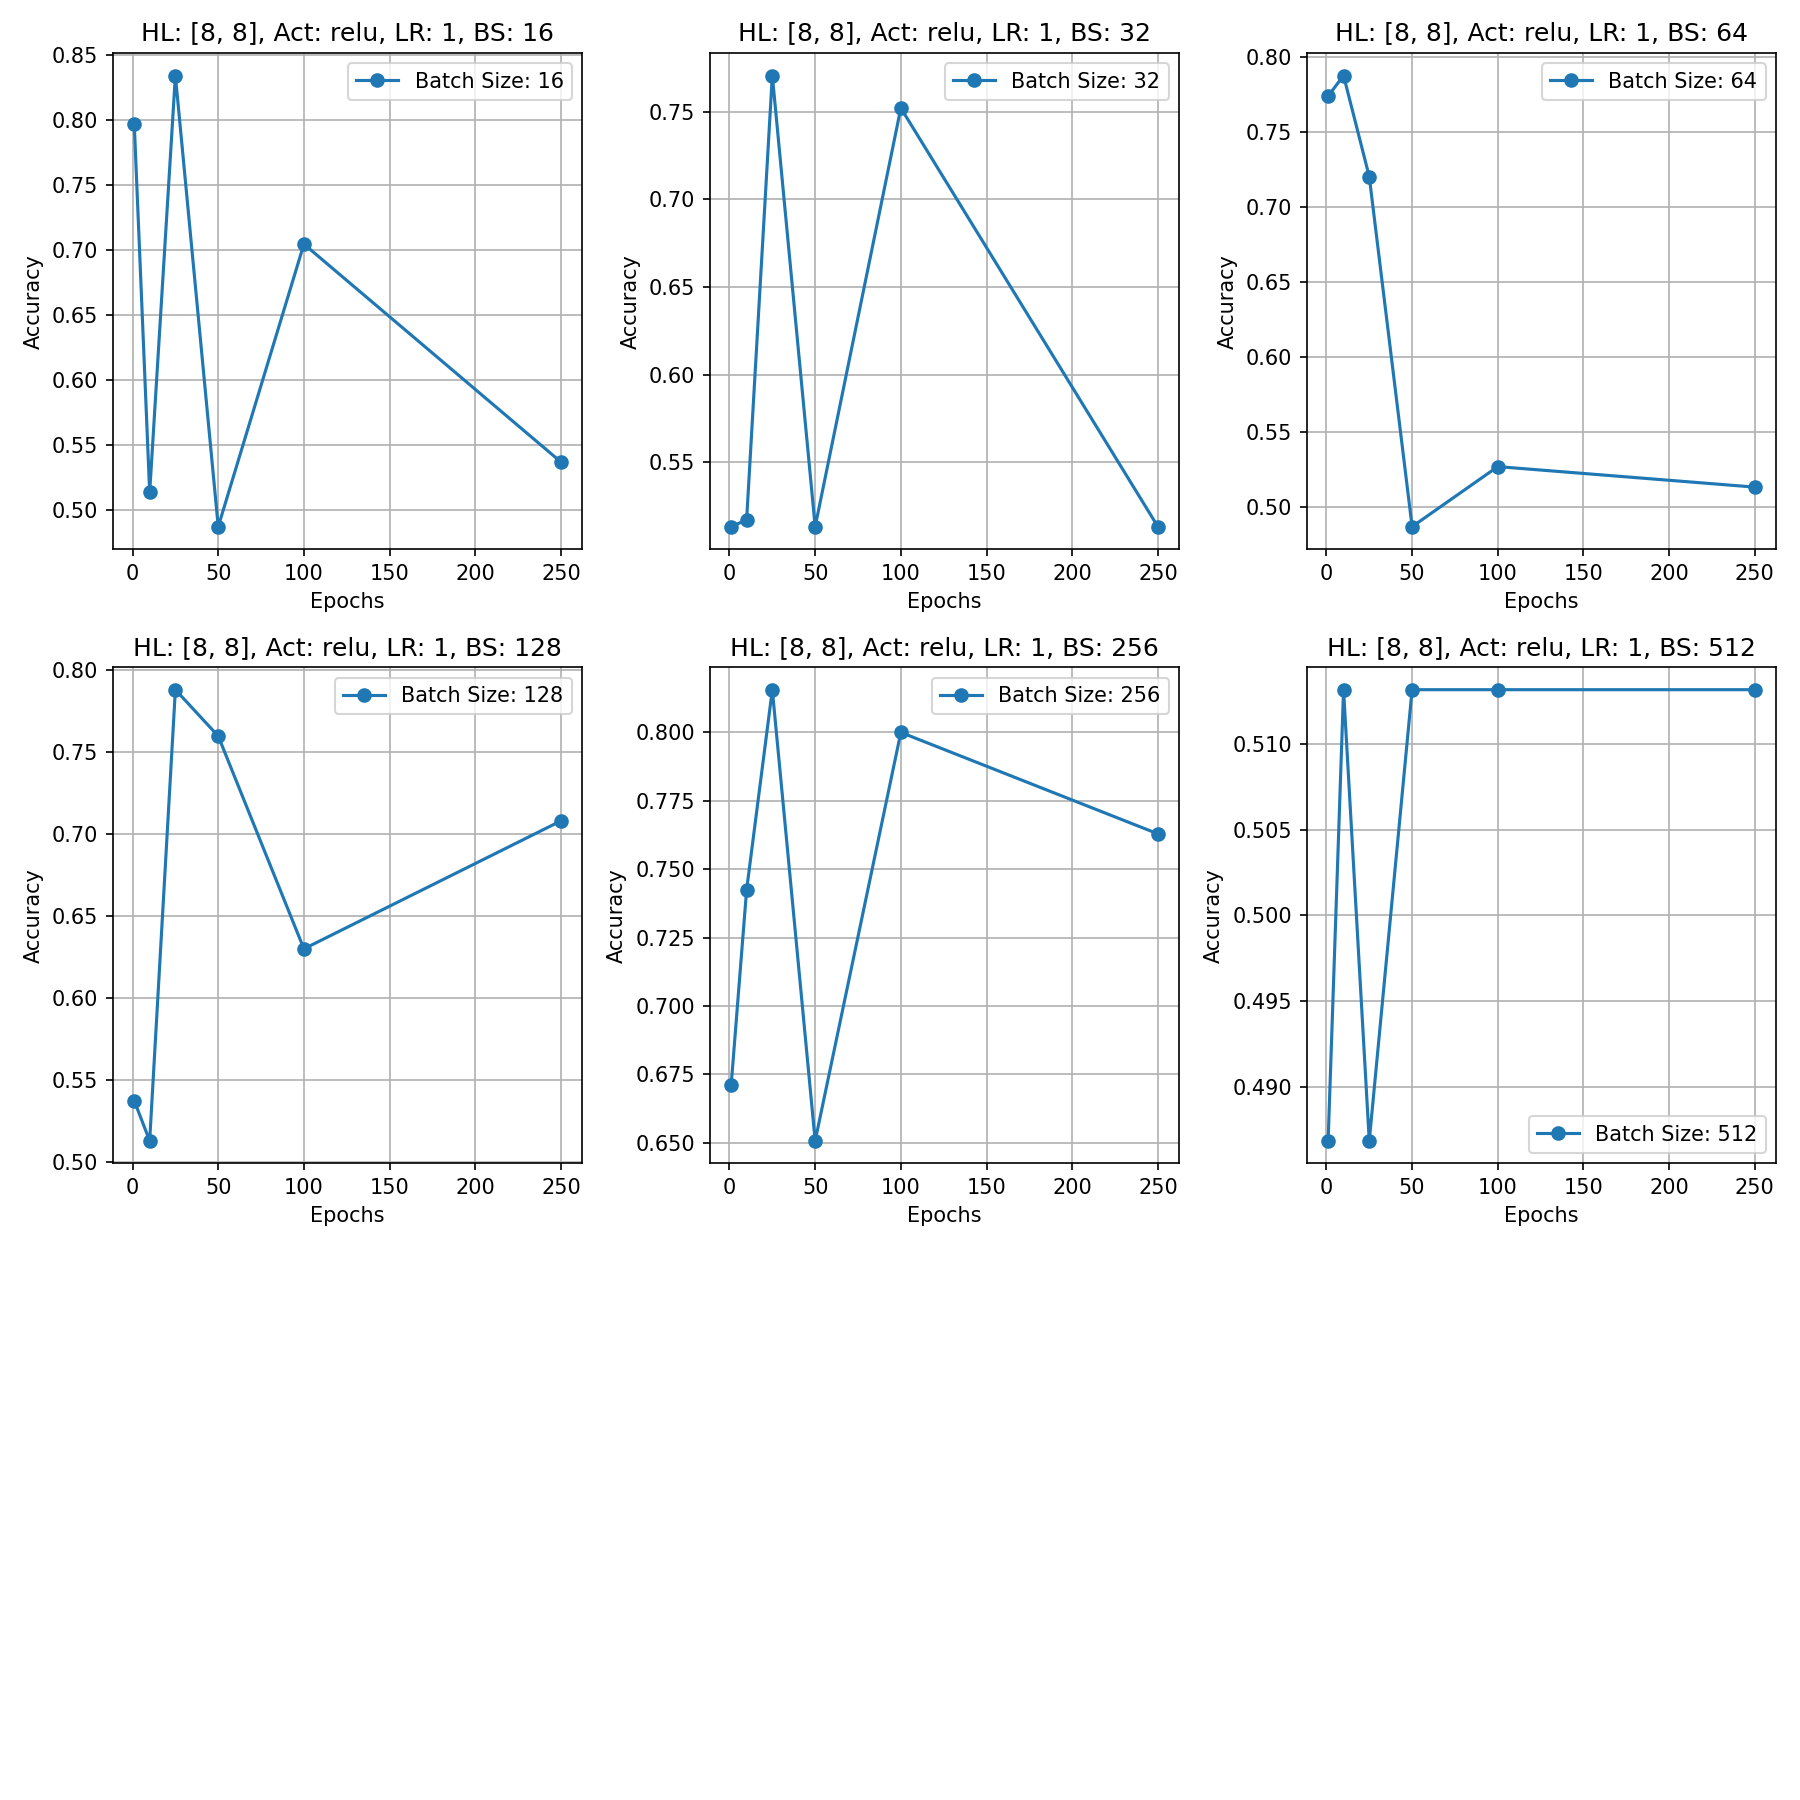 HL: [8, 8], Act: relu, LR: 1, BS: 16
Batch Size: 16
Accuracy
0.85
0.80
0.75
0.70
0.65
0.60
0.55
0.50
0 50 100 150 200 250
Epochs
HL: [8, 8], Act: relu, LR: 1, BS: 32
Batch Size: 32
Accuracy
0.75
0.70
0.65
0.60
0.55
0 50 100 150 200 250
Epochs
HL: [8, 8], Act: relu, LR: 1, BS: 64
Batch Size: 64
Accuracy
0.80
0.75
0.70
0.65
0.60
0.55
0.50
0 50 100 150 200 250
Epochs
HL: [8, 8], Act: relu, LR: 1, BS: 128
Batch Size: 128
Accuracy
0.80
0.75
0.70
0.65
0.60
0.55
0.50
0 50 100 150 200 250
Epochs
HL: [8, 8], Act: relu, LR: 1, BS: 256
Batch Size: 256
Accuracy
0.800
0.775
0.750
0.725
0.700
0.675
0.650
0 50 100 150 200 250
Epochs
HL: [8, 8], Act: relu, LR: 1, BS: 512
Accuracy
0.510
0.505
0.500
0.495
0.490
Batch Size: 512
0 50 100 150 200 250
Epochs